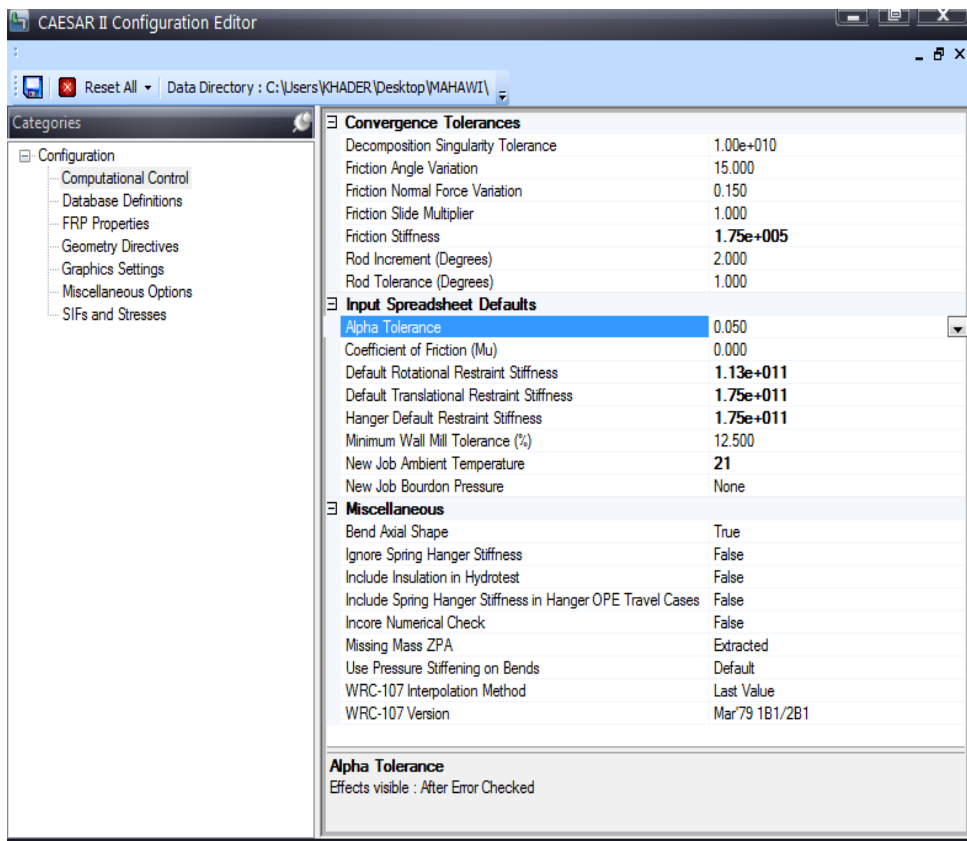 CAESAR II Configuration Editor
Reset All Data Directory : C:\Users\KHADER\Desktop\MAHAWI\
Categories
Configuration
Computational Control
Database Definitions
FRP Properties
Geometry Directives
Graphics Settings
Miscellaneous Options
SIFs and Stresses
Convergence Tolerances
Decomposition Singularity Tolerance 1.00e+010
Friction Angle Variation 15.000
Friction Normal Force Variation 0.150
Friction Slide Multiplier 1.000
Friction Stiffness 1.75e+005
Rod Increment (Degrees) 2.000
Rod Tolerance (Degrees) 1.000
Input Spreadsheet Defaults
Alpha Tolerance 0.050
Coefficient of Friction (Mu) 0.000
Default Rotational Restraint Stiffness 1.13e+011
Default Translational Restraint Stiffness 1.75e+011
Hanger Default Restraint Stiffness 1.75e+011
Minimum Wall Mill Tolerance (%) 12.500
New Job Ambient Temperature 21
New Job Bourdon Pressure None
Miscellaneous
Bend Axial Shape True
Ignore Spring Hanger Stiffness False
Include Insulation in Hydrotest False
Include Spring Hanger Stiffness in Hanger OPE Travel Cases False
Incore Numerical Check False
Missing Mass ZPA Extracted
Use Pressure Stiffening on Bends Default
WRC-107 Interpolation Method Last Value
WRC-107 Version Mar'79 1B1/2B1
Alpha Tolerance
Effects visible : After Error Checked